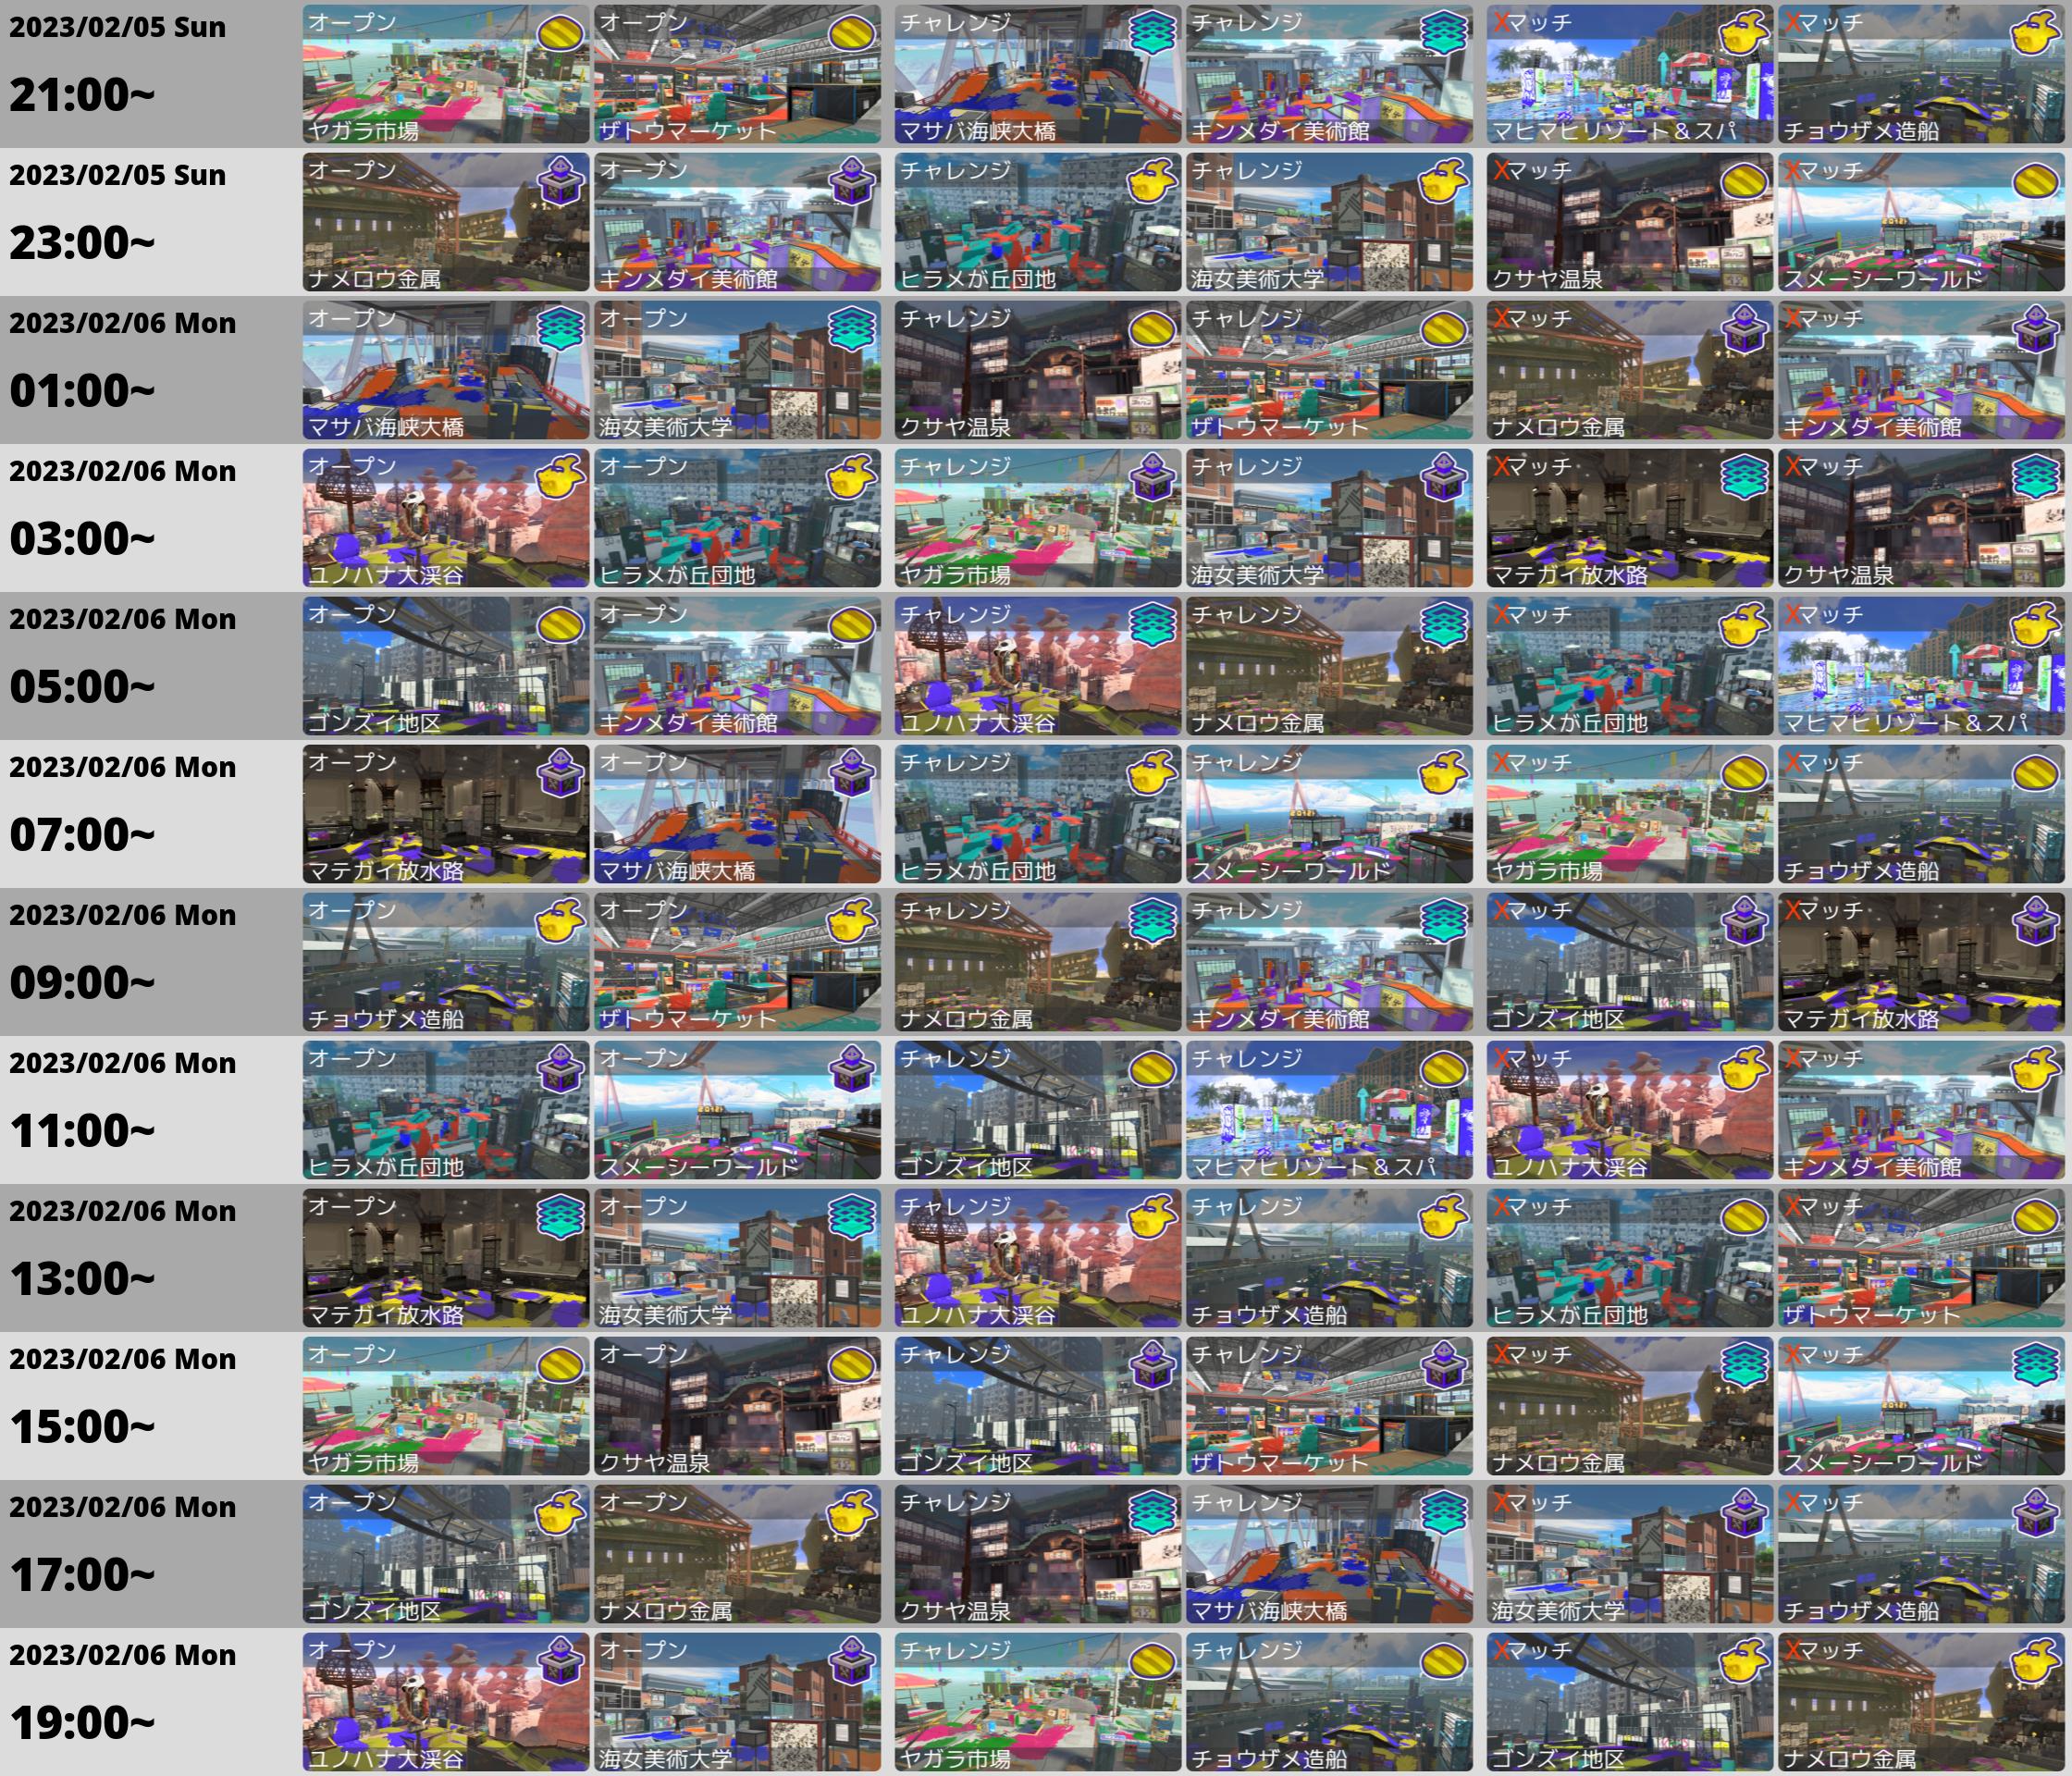 2023/02/05 Sun
21:00~
オープン オープン チャレンジ チャレンジ Xマッチ Xマッチ
ヤガラ市場 ザトウマーケット マサバ海峡大橋 キンメダイ美術館 マヒマヒリゾート＆スパ チョウザメ造船
2023/02/05 Sun
23:00~
オープン オープン チャレンジ チャレンジ Xマッチ Xマッチ
ナメロウ金属 キンメダイ美術館 ヒラメが丘団地 海女美術大学 クサヤ温泉 スメーシーワールド
2023/02/06 Mon
01:00~
オープン オープン チャレンジ チャレンジ Xマッチ Xマッチ
マサバ海峡大橋 海女美術大学 クサヤ温泉 ザトウマーケット ナメロウ金属 キンメダイ美術館
2023/02/06 Mon
03:00~
オープン オープン チャレンジ チャレンジ Xマッチ Xマッチ
ユノハナ大渓谷 ヒラメが丘団地 ヤガラ市場 海女美術大学 マテガイ放水路 クサヤ温泉
2023/02/06 Mon
05:00~
オープン オープン チャレンジ チャレンジ Xマッチ Xマッチ
ゴンズイ地区 キンメダイ美術館 ユノハナ大渓谷 ナメロウ金属 ヒラメが丘団地 マヒマヒリゾート＆スパ
2023/02/06 Mon
07:00~
オープン オープン チャレンジ チャレンジ Xマッチ Xマッチ
マテガイ放水路 マサバ海峡大橋 ヒラメが丘団地 スメーシーワールド ヤガラ市場 チョウザメ造船
2023/02/06 Mon
09:00~
オープン オープン チャレンジ チャレンジ Xマッチ Xマッチ
チョウザメ造船 ザトウマーケット ナメロウ金属 キンメダイ美術館 ゴンズイ地区 マテガイ放水路
2023/02/06 Mon
11:00~
オープン オープン チャレンジ チャレンジ Xマッチ Xマッチ
ヒラメが丘団地 スメーシーワールド ゴンズイ地区 マヒマヒリゾート＆スパ ユノハナ大渓谷 キンメダイ美術館
2023/02/06 Mon
13:00~
オープン オープン チャレンジ チャレンジ Xマッチ Xマッチ
マテガイ放水路 海女美術大学 ユノハナ大渓谷 チョウザメ造船 ヒラメが丘団地 ザトウマーケット
2023/02/06 Mon
15:00~
オープン オープン チャレンジ チャレンジ Xマッチ Xマッチ
ヤガラ市場 クサヤ温泉 ゴンズイ地区 ザトウマーケット ナメロウ金属 スメーシーワールド
2023/02/06 Mon
17:00~
オープン オープン チャレンジ チャレンジ Xマッチ Xマッチ
ゴンズイ地区 ナメロウ金属 クサヤ温泉 マサバ海峡大橋 海女美術大学 チョウザメ造船
2023/02/06 Mon
19:00~
オープン オープン チャレンジ チャレンジ Xマッチ Xマッチ
ユノハナ大渓谷 海女美術大学 ヤガラ市場 チョウザメ造船 ゴンズイ地区 ナメロウ金属